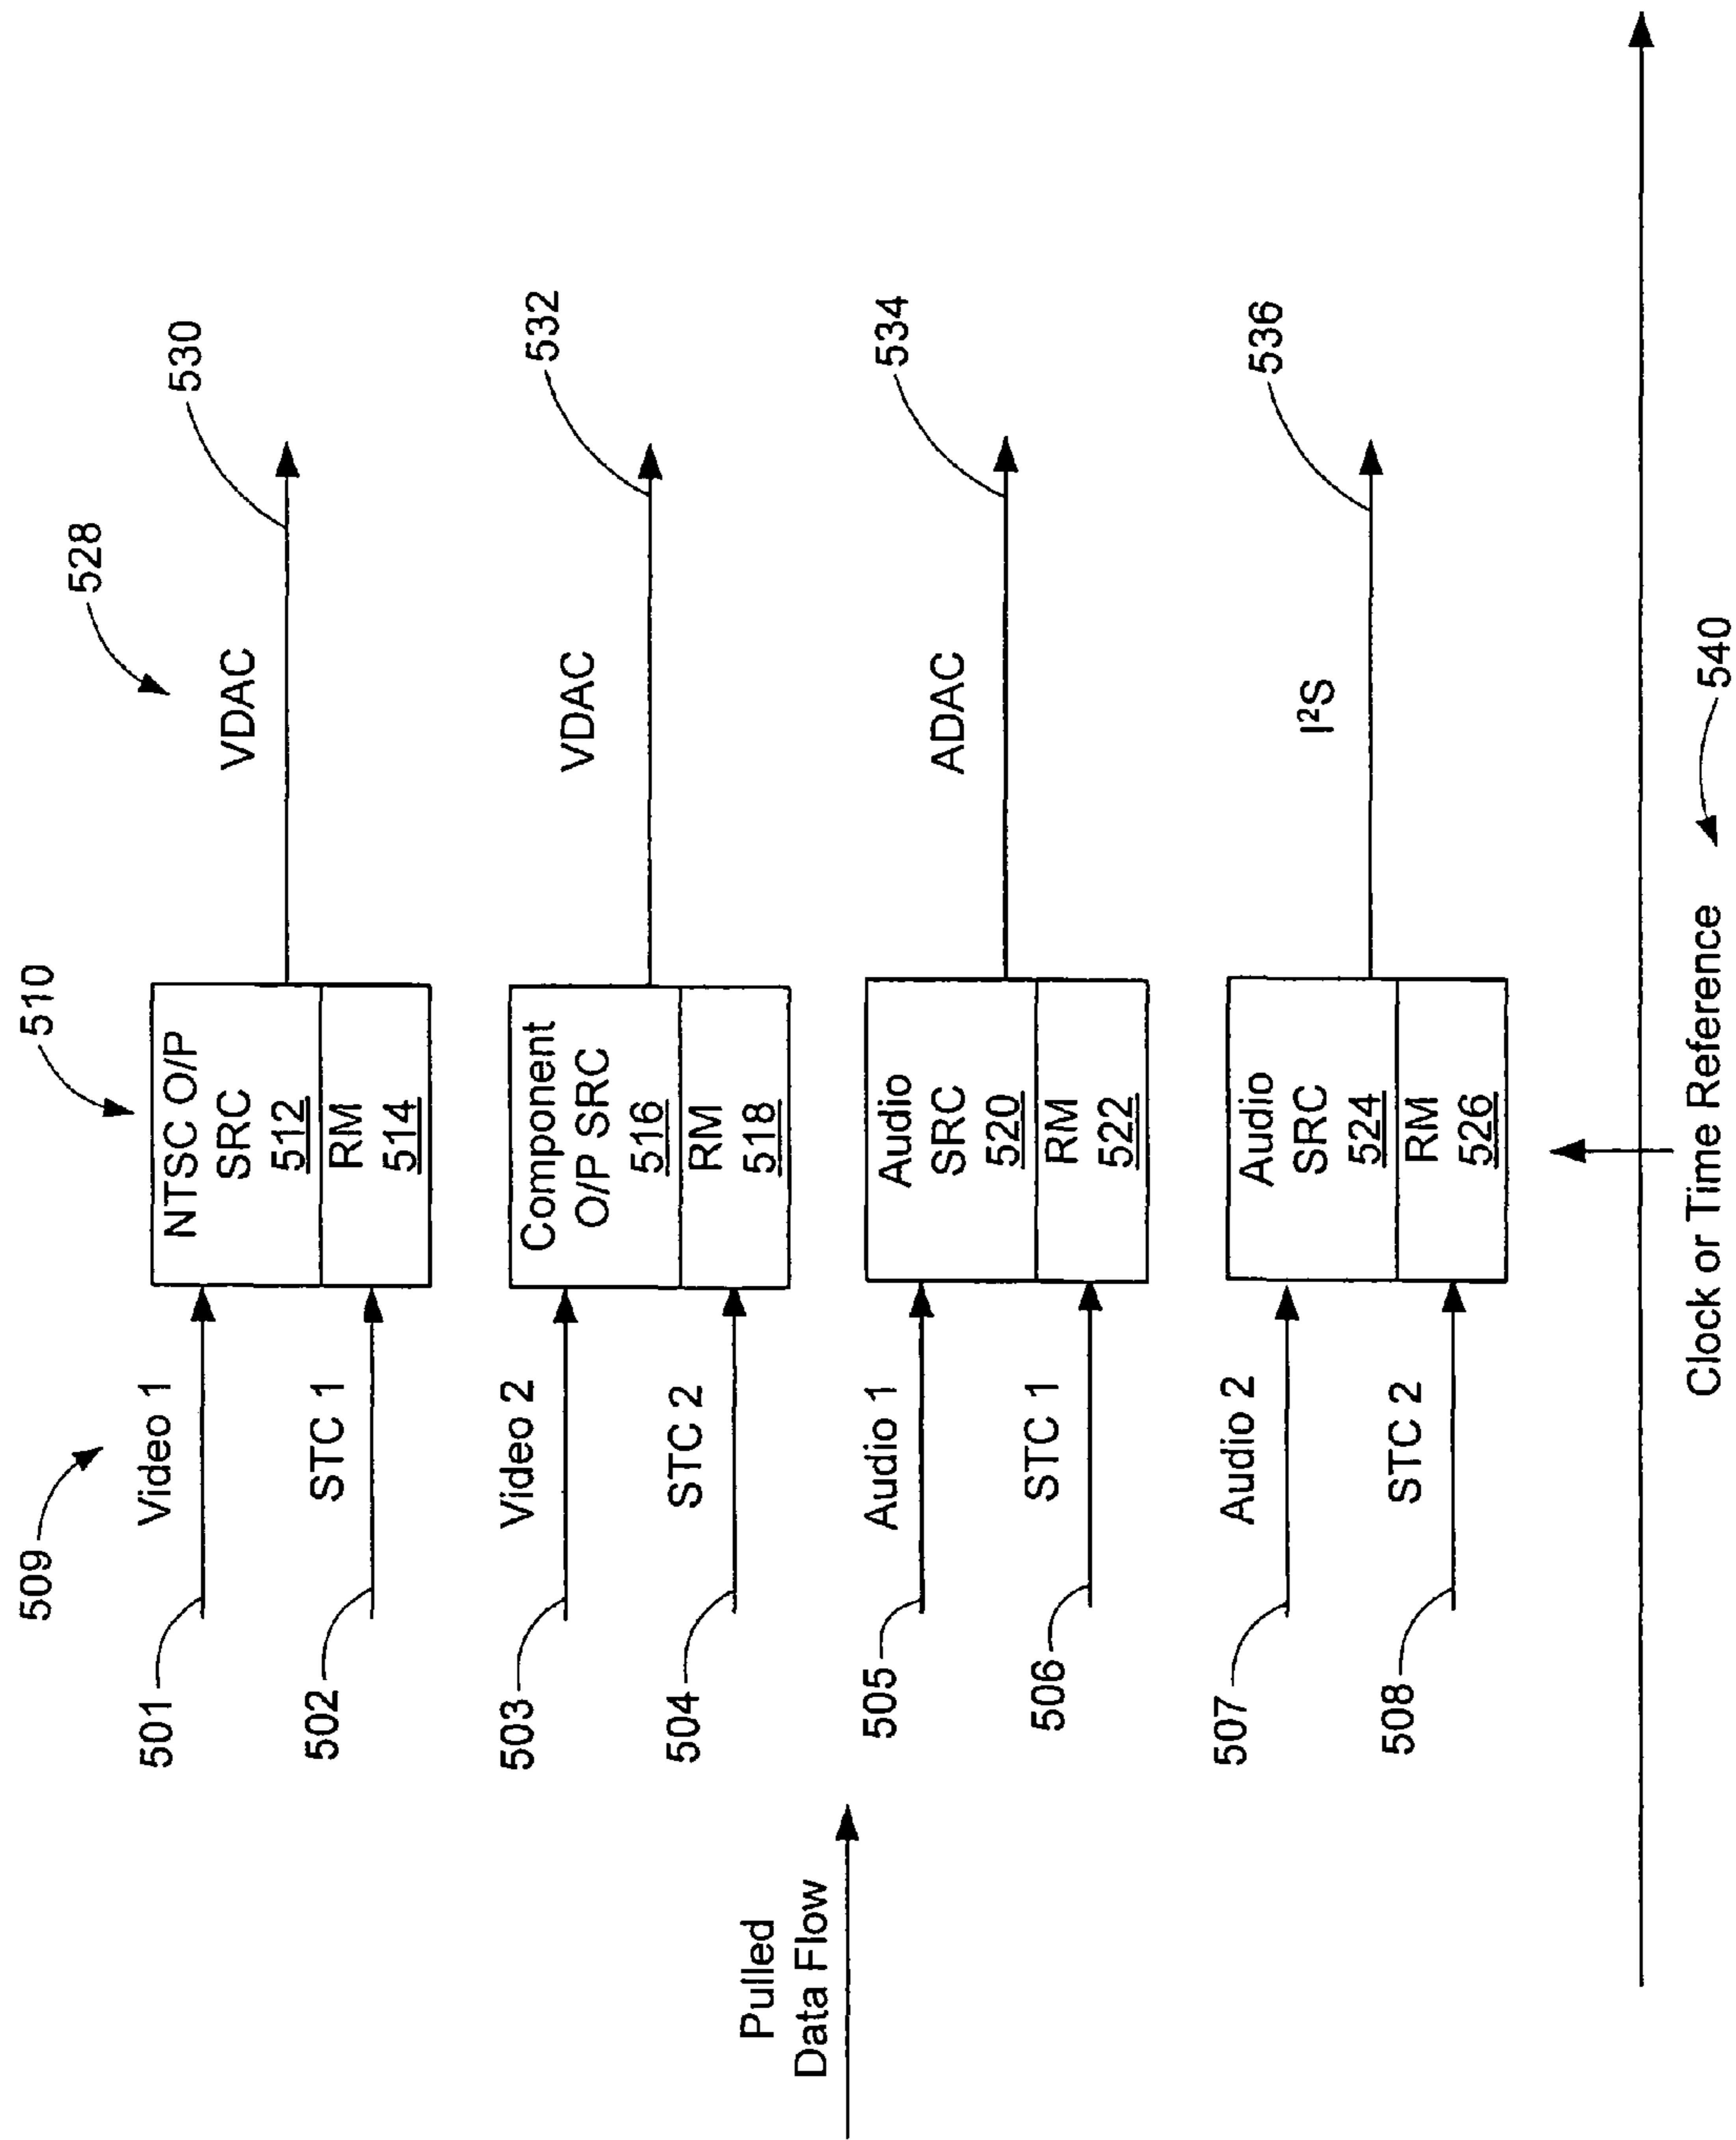 509
510
528
501
Video 1
NTSC O/P
SRC
512
VDAC
530
502
STC 1
RM
514
503
Video 2
Component
O/P SRC
516
VDAC
532
504
STC 2
RM
518
Pulled
Data Flow
505
Audio 1
Audio
SRC
520
ADAC
534
506
STC 1
RM
522
507
Audio 2
Audio
SRC
524
I²S
536
508
STC 2
RM
526
Clock or Time Reference
540